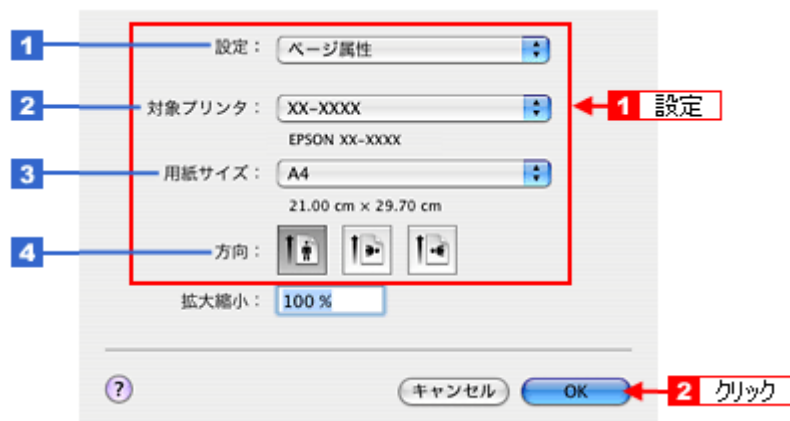 1 設定： ページ属性
2 対象プリンタ： XX-XXXX 1 設定
EPSON XX-XXXX
3 用紙サイズ： A4
21.00 cm × 29.70 cm
4 方向：
拡大縮小： 100 %
? キャンセル OK 2 クリック